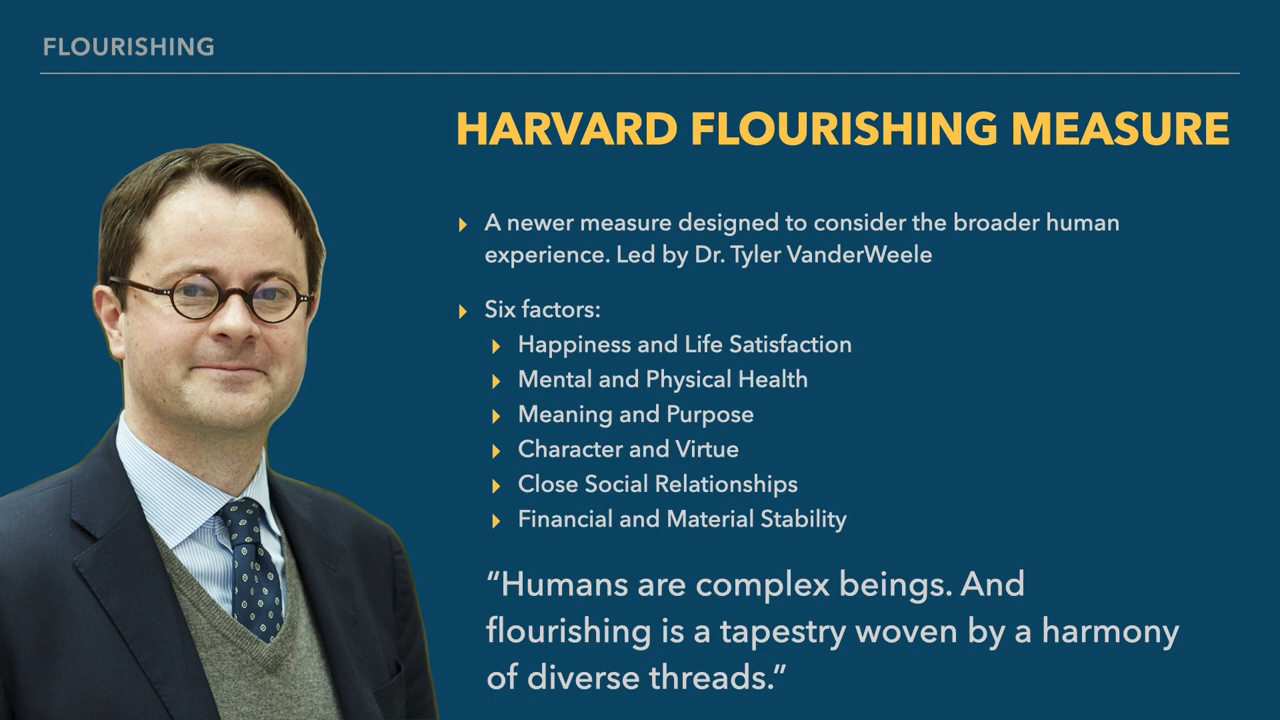 FLOURISHING
HARVARD FLOURISHING MEASURE
A newer measure designed to consider the broader human
experience. Led by Dr. Tyler VanderWeele
Six factors:
Happiness and Life Satisfaction
Mental and Physical Health
Meaning and Purpose
Character and Virtue
Close Social Relationships
Financial and Material Stability
“Humans are complex beings. And
flourishing is a tapestry woven by a harmony
of diverse threads.”